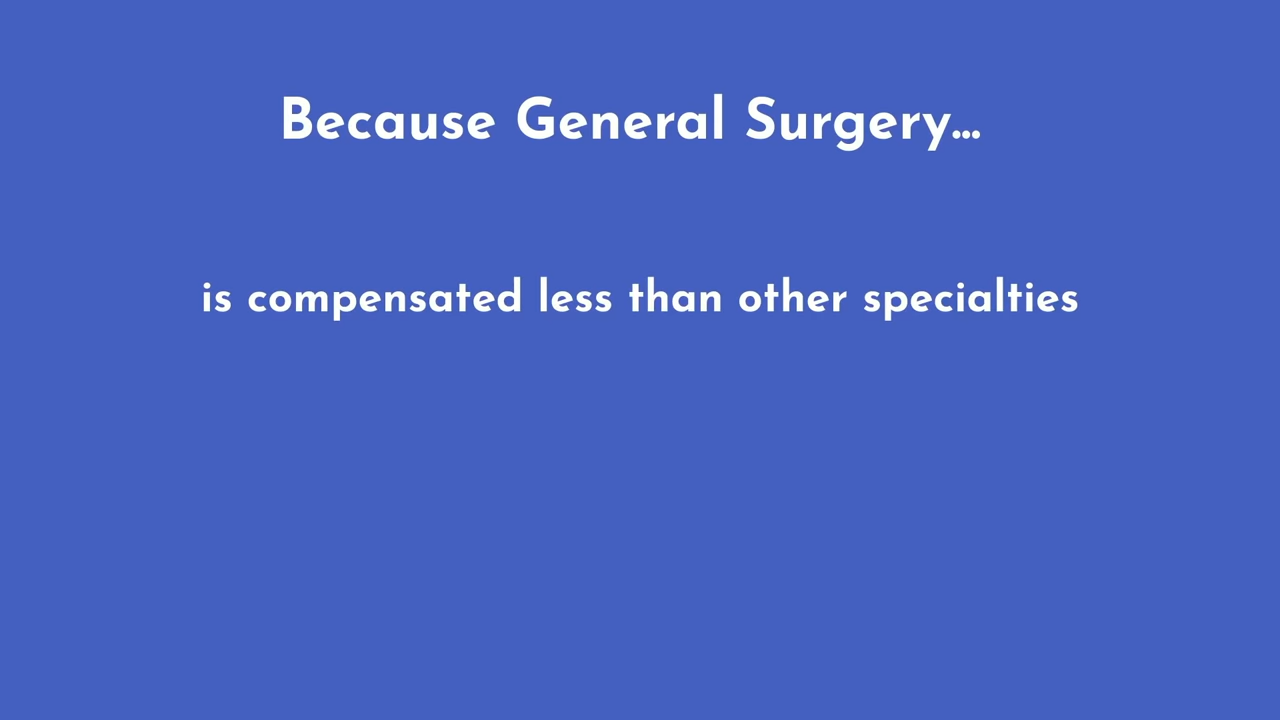 Because General Surgery...
is compensated less than other specialties